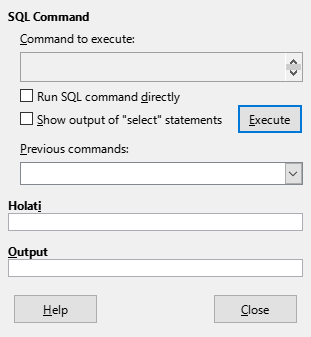 SQL Command
Command to execute:
Run SQL command directly
Show output of "select" statements
Execute
Previous commands:
Holati
Output
Help
Close